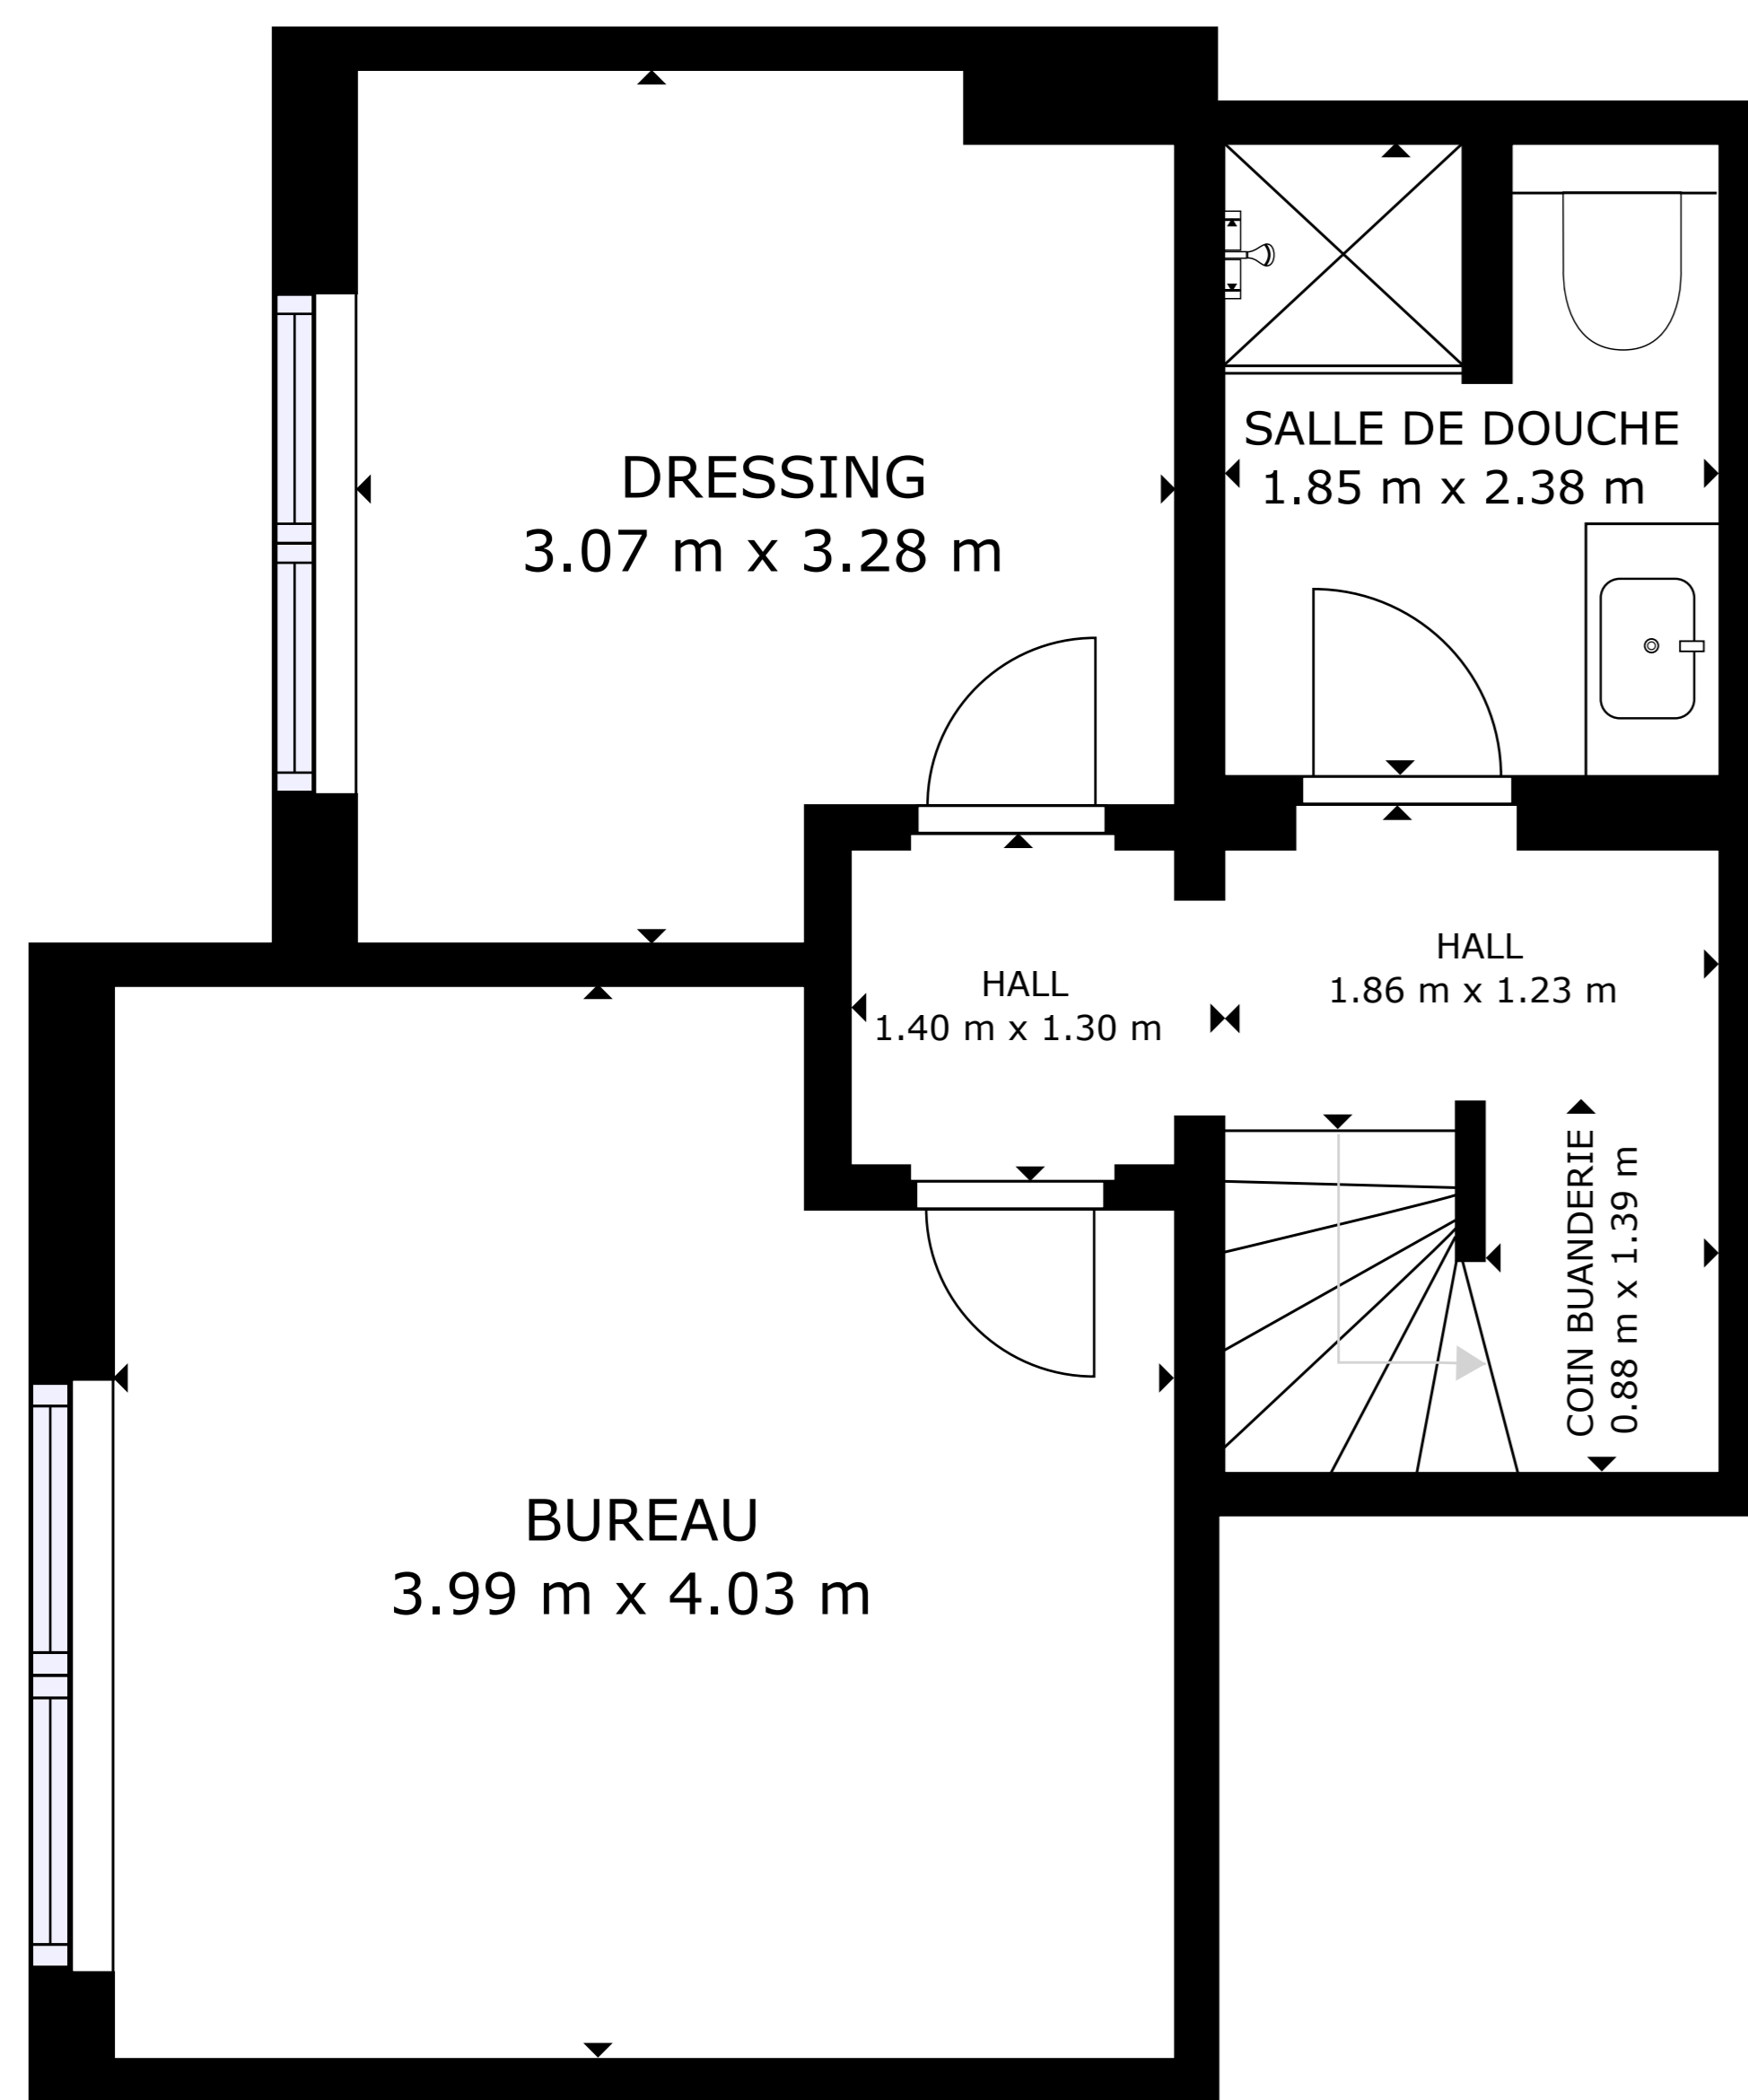 DRESSING
3.07 m x 3.28 m
SALLE DE DOUCHE
1.85 m x 2.38 m
HALL
1.40 m x 1.30 m
HALL
1.86 m x 1.23 m
COIN BUANDERIE
0.88 m x 1.39 m
BUREAU
3.99 m x 4.03 m